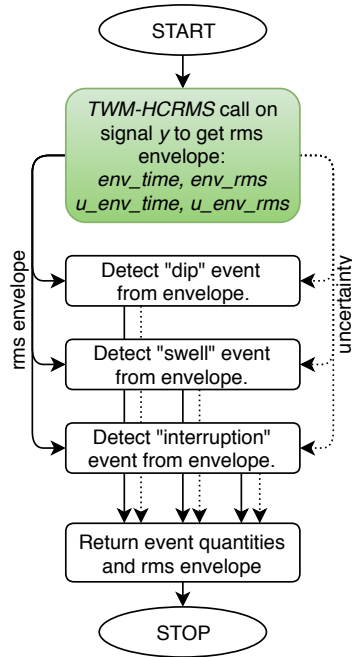 START
TWM-HCRMS call on
signal y to get rms
envelope:
env_time, env_rms
u_env_time, u_env_rms
rms envelope
uncertainty
Detect "dip" event
from envelope.
Detect "swell" event
from envelope.
Detect "interruption"
event from envelope.
Return event quantities
and rms envelope
STOP